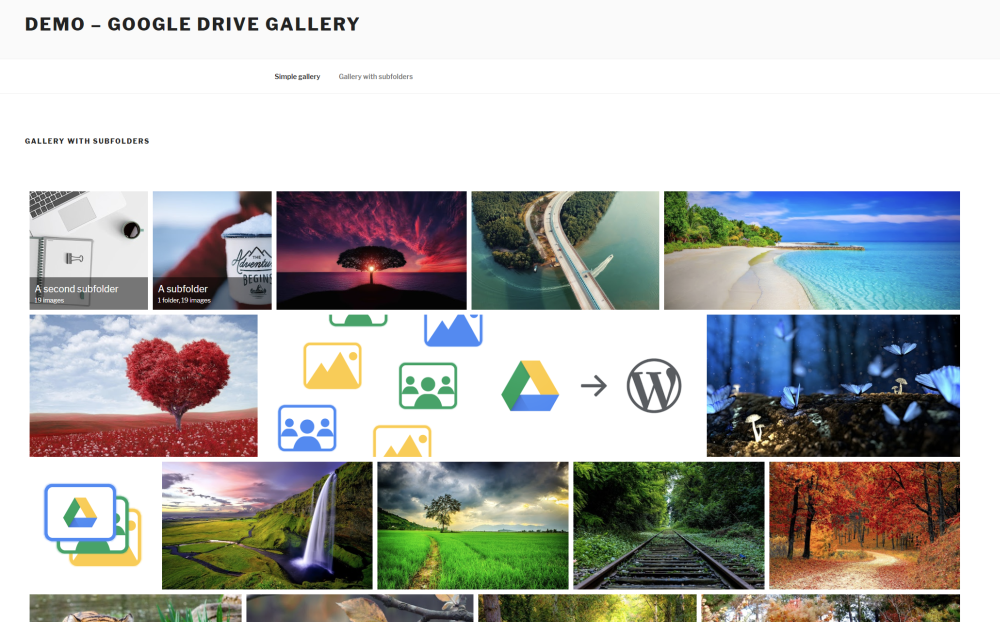 DEMO – GOOGLE DRIVE GALLERY
Simple gallery
Gallery with subfolders
GALLERY WITH SUBFOLDERS
A second subfolder
19 images
THE
Adventure
BEGINS
A subfolder
1 folder, 19 images